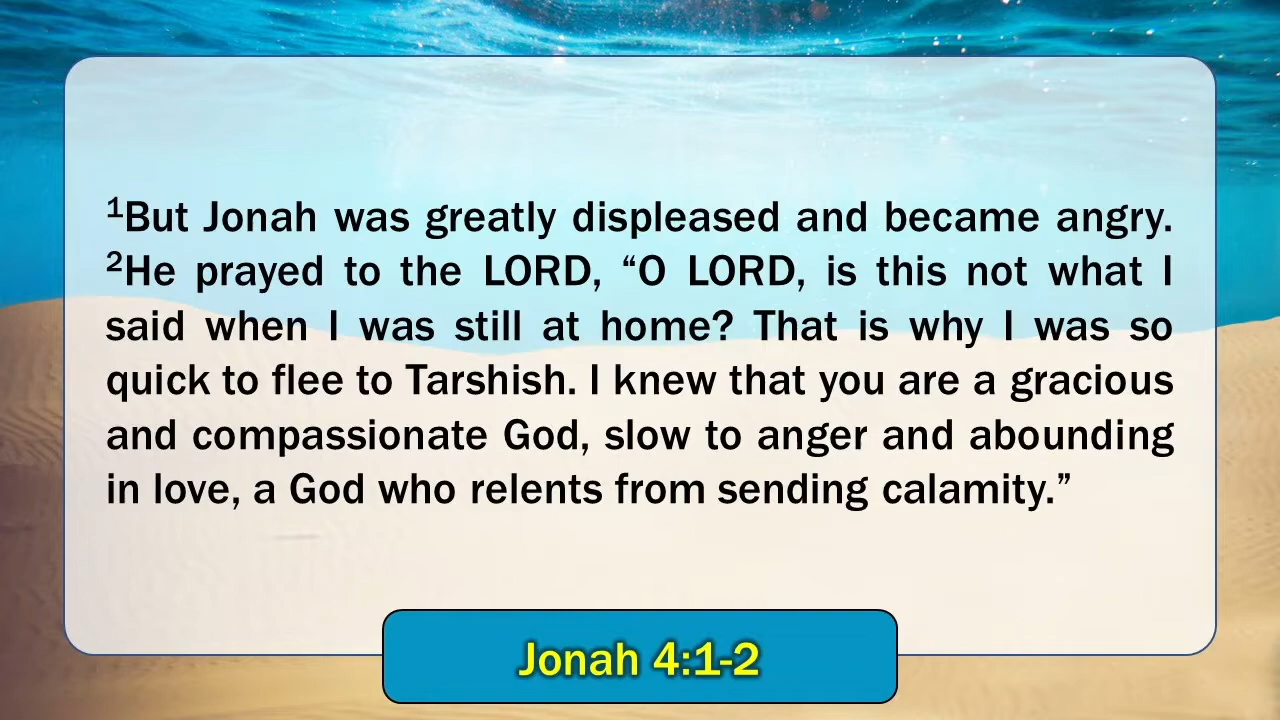 ¹But Jonah was greatly displeased and became angry.
²He prayed to the LORD, “O LORD, is this not what I
said when I was still at home? That is why I was so
quick to flee to Tarshish. I knew that you are a gracious
and compassionate God, slow to anger and abounding
in love, a God who relents from sending calamity.”
Jonah 4:1-2